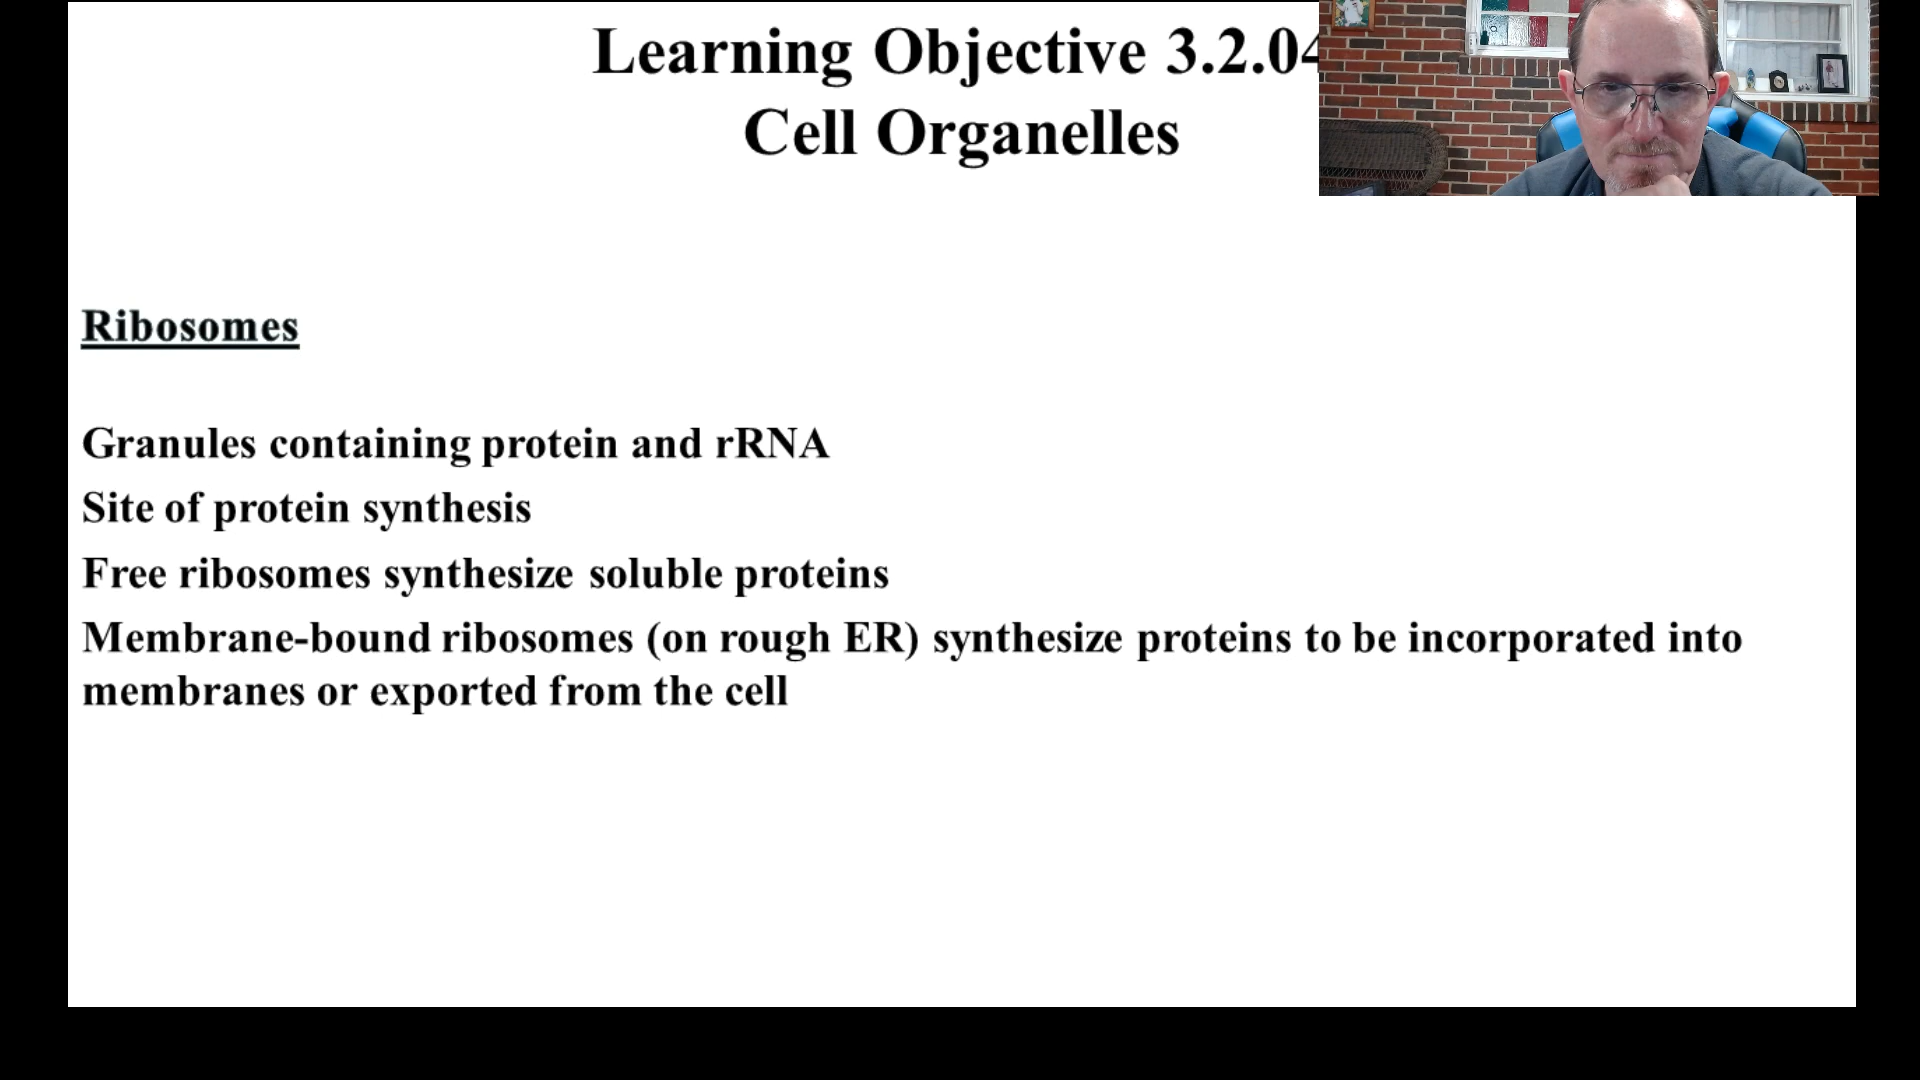 Learning Objective 3.2.04
Cell Organelles
Ribosomes
Granules containing protein and rRNA
Site of protein synthesis
Free ribosomes synthesize soluble proteins
Membrane-bound ribosomes (on rough ER) synthesize proteins to be incorporated into
membranes or exported from the cell